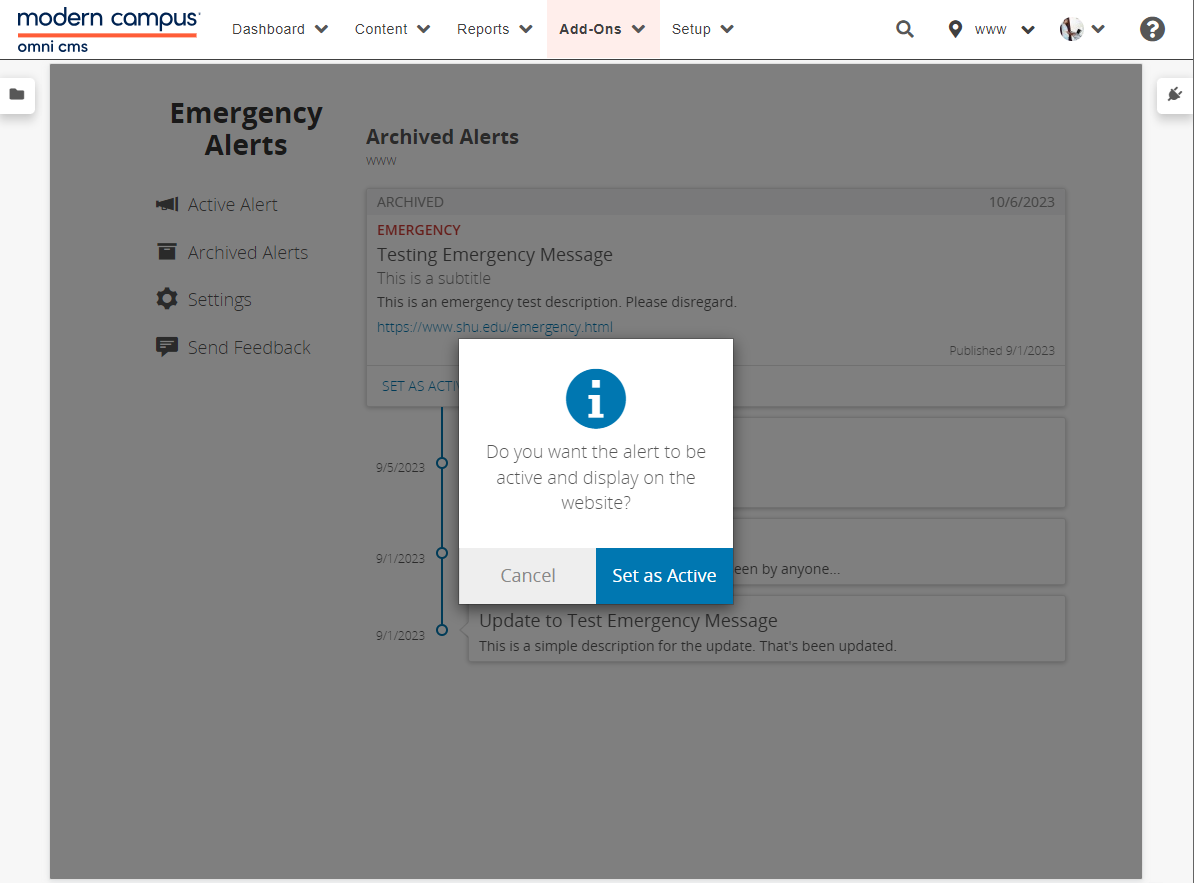 modern campus
omni cms
Dashboard Content Reports Add-Ons Setup www ?
Emergency
Alerts
Active Alert
Archived Alerts
Settings
Send Feedback
Archived Alerts
www
ARCHIVED 10/6/2023
EMERGENCY
Testing Emergency Message
This is a subtitle
This is an emergency test description. Please disregard.
https://www.shu.edu/emergency.html
Published 9/1/2023
SET AS ACTIV
9/5/2023
9/1/2023
een by anyone...
9/1/2023
Update to Test Emergency Message
This is a simple description for the update. That's been updated.
i
Do you want the alert to be
active and display on the
website?
Cancel Set as Active